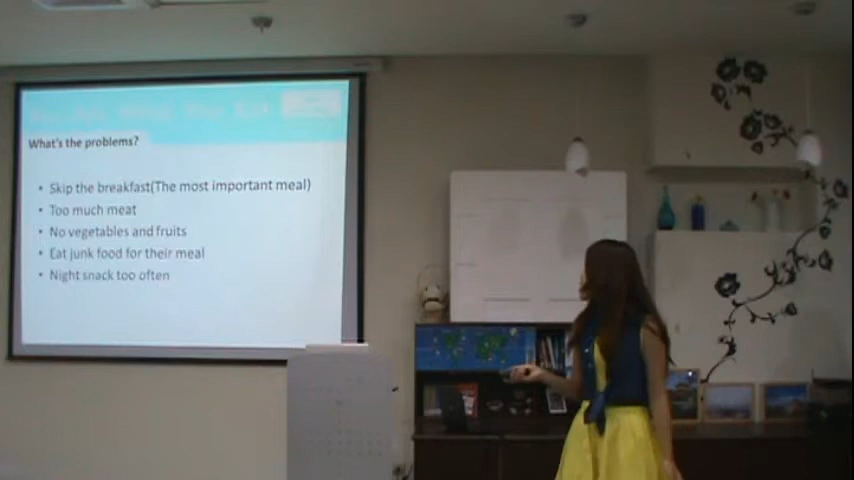 What's the problems?
• Skip the breakfast(The most important meal)
• Too much meat
• No vegetables and fruits
• Eat junk food for their meal
• Night snack too often